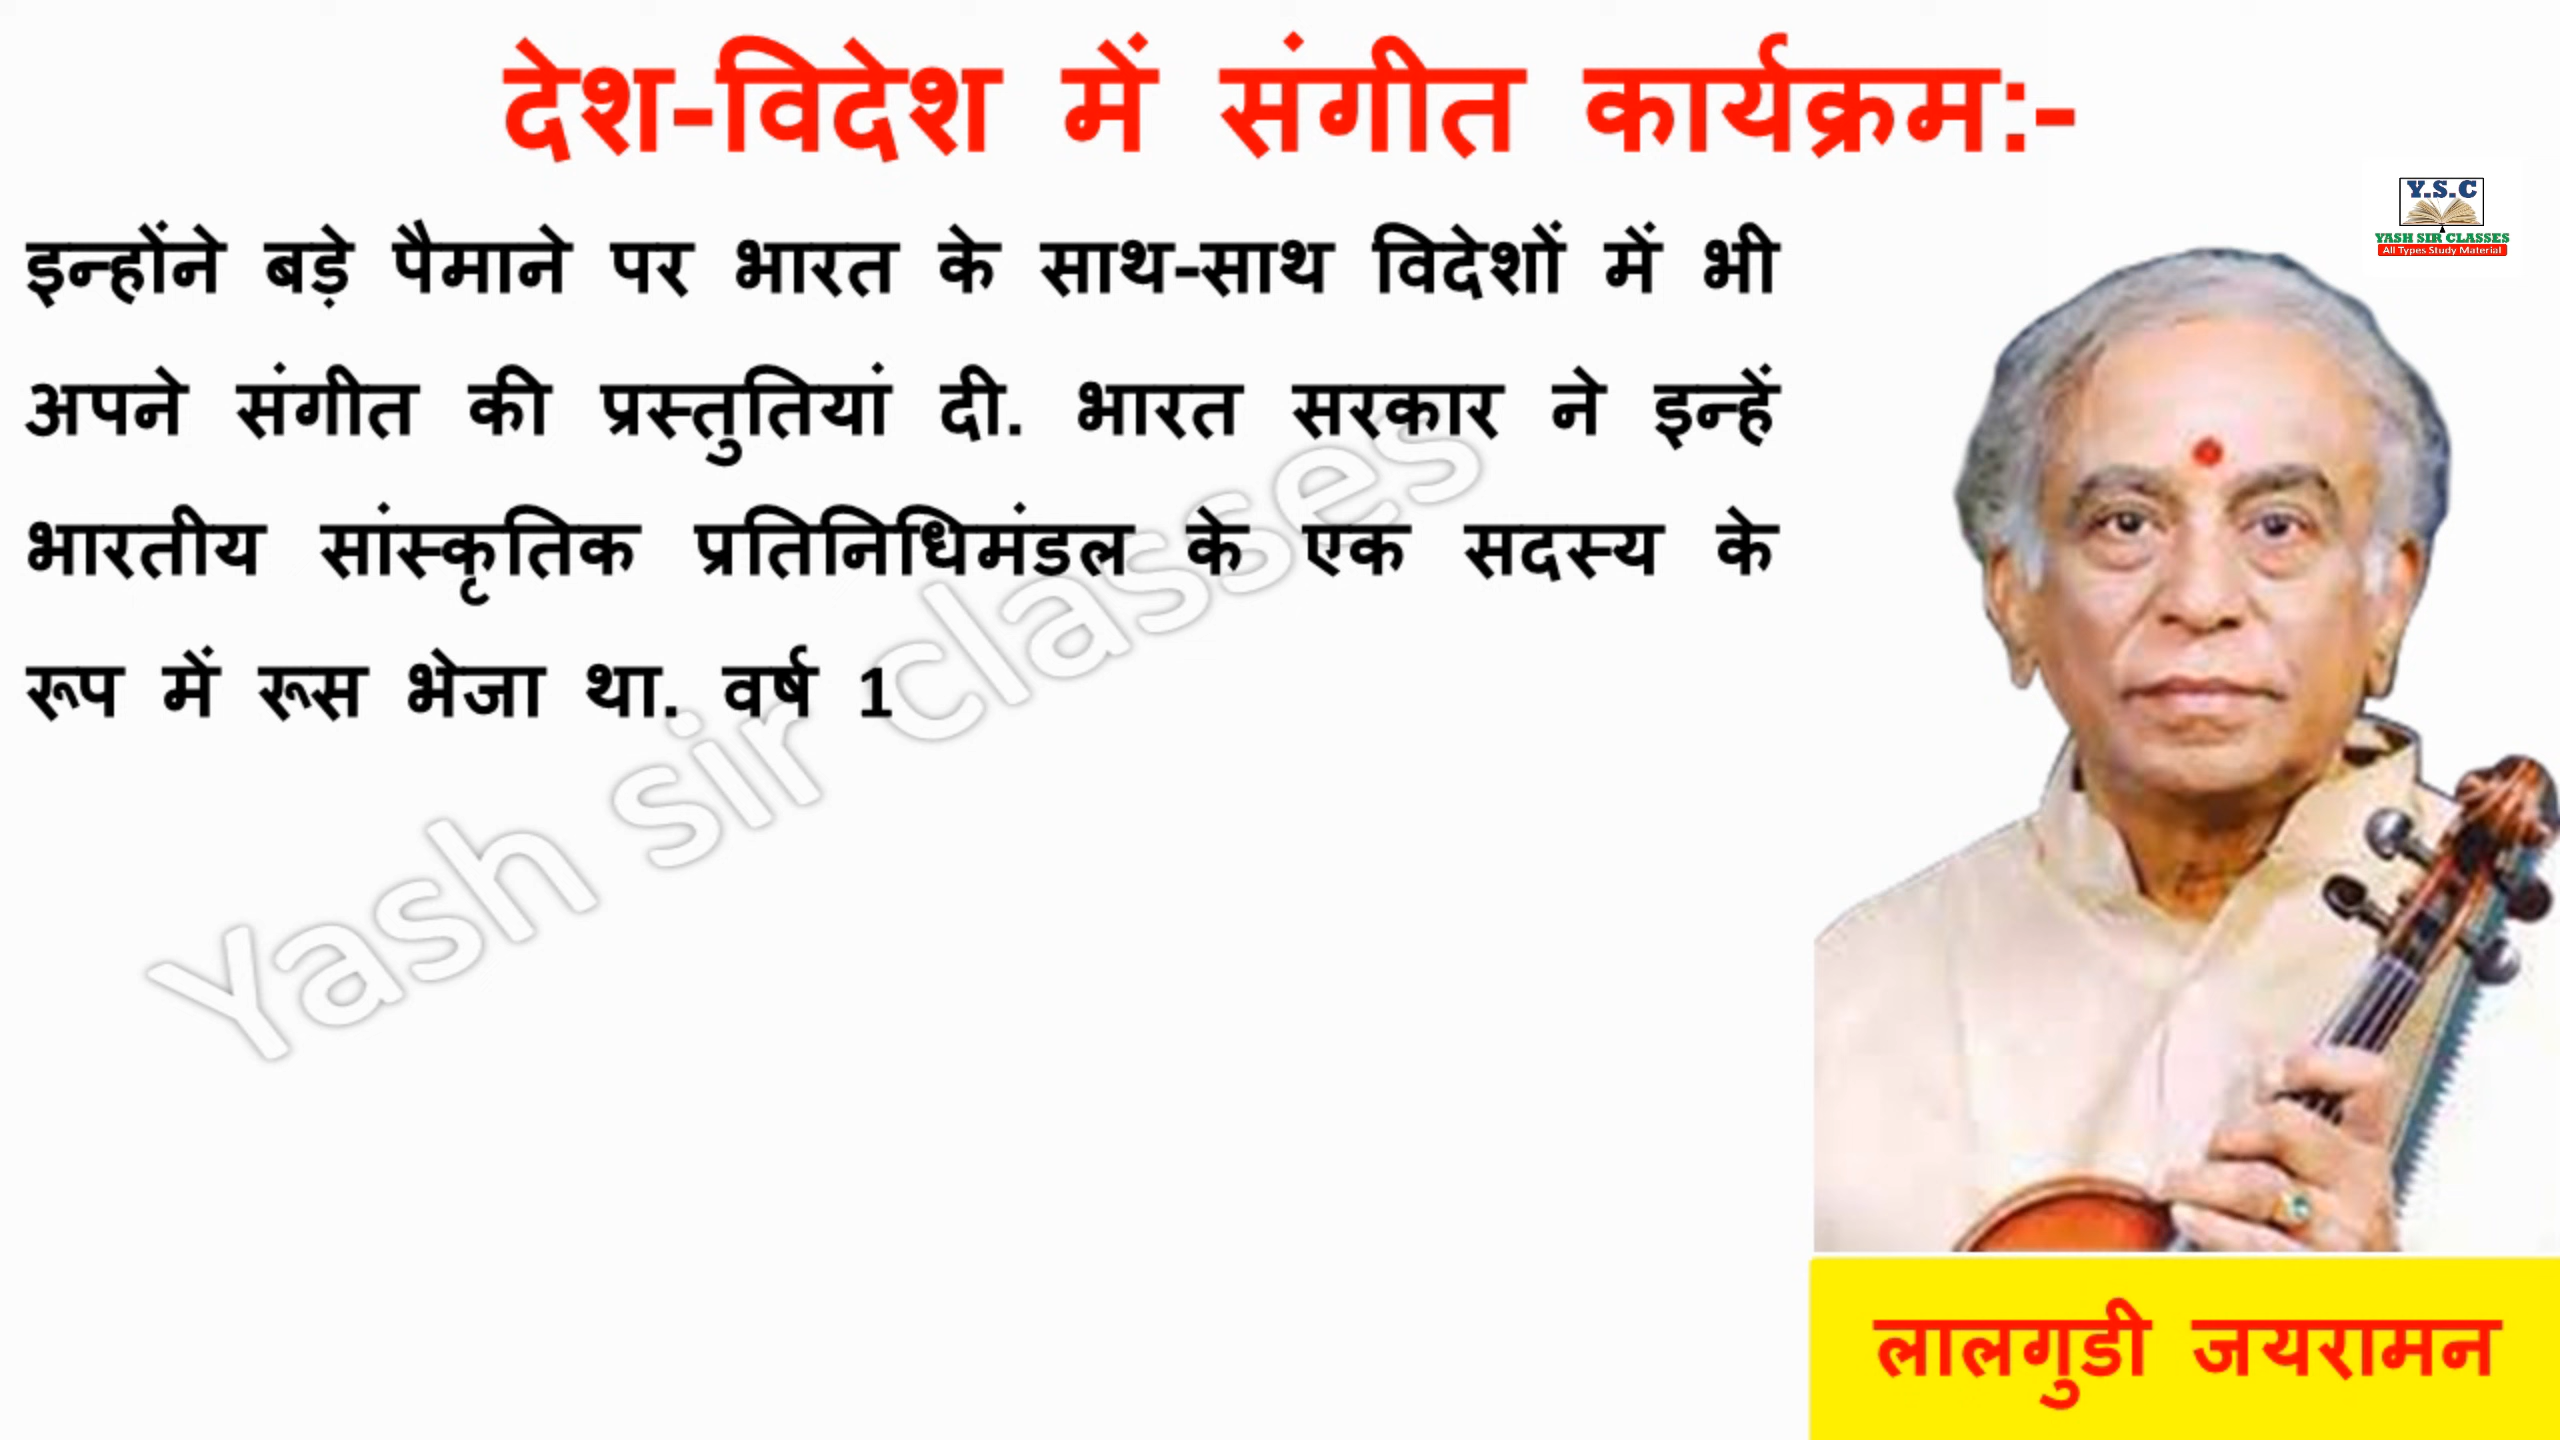 देश-विदेश में संगीत कार्यक्रम:-
Y.S.C
YASH SIR CLASSES
All Types Study Material
इन्होंने बड़े पैमाने पर भारत के साथ-साथ विदेशों में भी
अपने संगीत की प्रस्तुतियां दी. भारत सरकार ने इन्हें
भारतीय सांस्कृतिक प्रतिनिधिमंडल के एक सदस्य के
रूप में रूस भेजा था. वर्ष 1
Yash sir classes
लालगुडी जयरामन